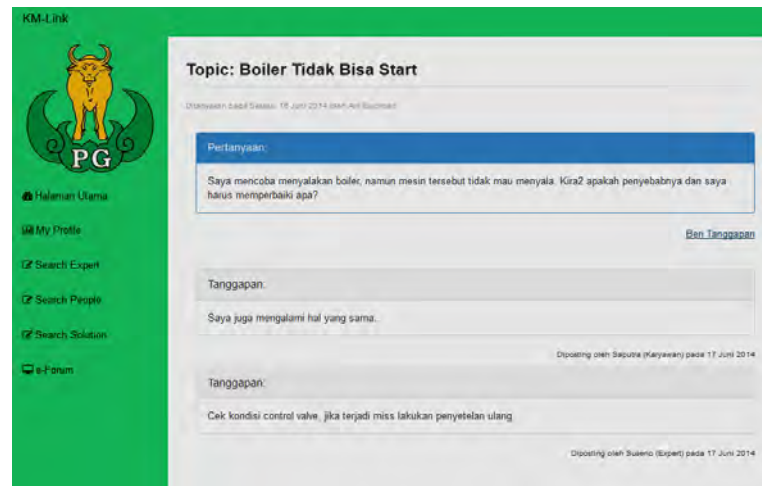 KM-Link
PG
Halaman Utama
My Profile
Search Expert
Search People
Search Solution
e-Forum
Topic: Boiler Tidak Bisa Start
Ditanyakan pada Selasa, 16 Juni 2014 oleh
Pertanyaan:
Saya mencoba menyalakan boiler, namun mesin tersebut tidak mau menyala. Kira2 apakah penyebabnya dan saya
harus memperbaiki apa?
Beri Tanggapan
Tanggapan:
Saya juga mengalami hal yang sama.
Diposting oleh Saputra (Karyawan) pada 17 Juni 2014
Tanggapan:
Cek kondisi control valve, jika terjadi miss lakukan penyetelan ulang
Diposting oleh Suseno (Expert) pada 17 Juni 2014